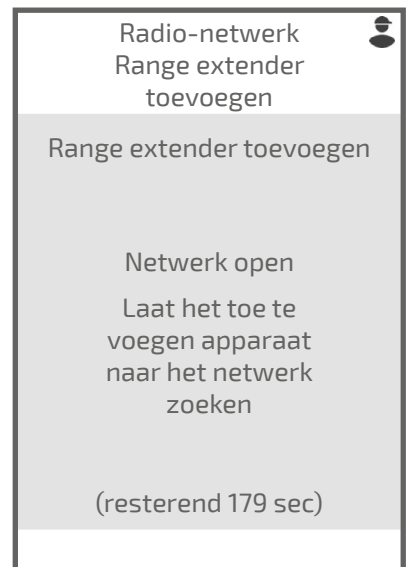 Radio-netwerk
Range extender
toevoegen
Range extender toevoegen
Netwerk open
Laat het toe te
voegen apparaat
naar het netwerk
zoeken
(resterend 179 sec)